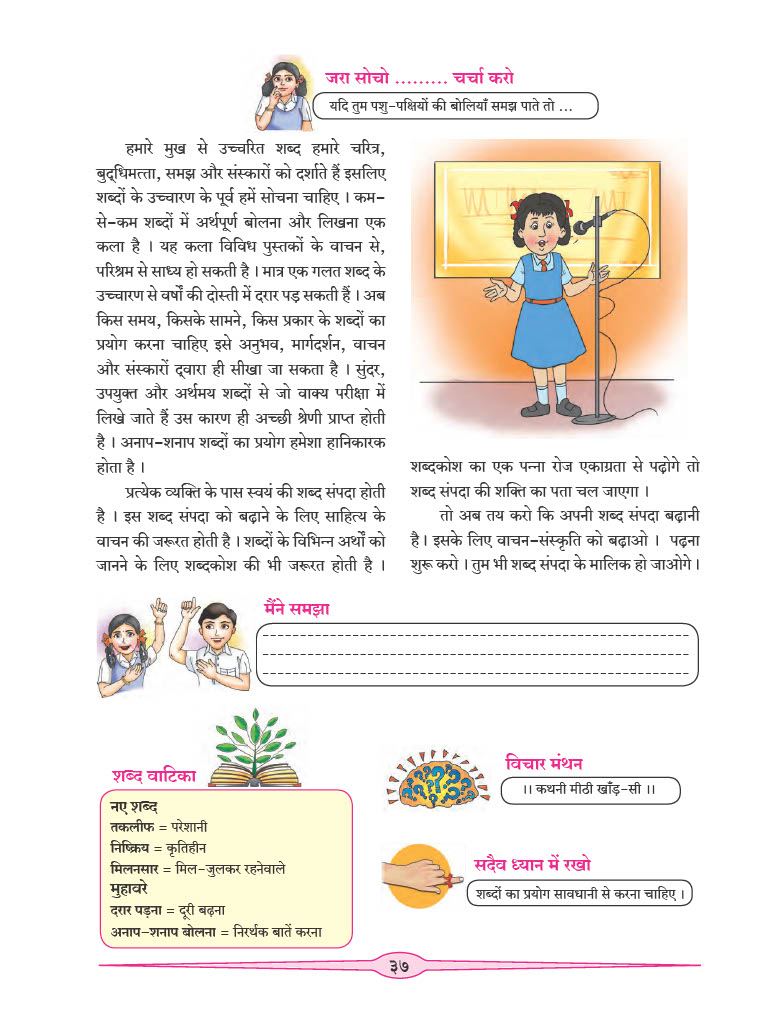 जरा सोचो ......... चर्चा करो
यदि तुम पशु-पक्षियों की बोलियाँ समझ पाते तो ...
हमारे मुख से उच्चरित शब्द हमारे चरित्र,
बुद्धिमत्ता, समझ और संस्कारों को दर्शाते हैं इसलिए
शब्दों के उच्चारण के पूर्व हमें सोचना चाहिए । कम-
से-कम शब्दों में अर्थपूर्ण बोलना और लिखना एक
कला है । यह कला विविध पुस्तकों के वाचन से,
परिश्रम से साध्य हो सकती है । मात्र एक गलत शब्द के
उच्चारण से वर्षों की दोस्ती में दरार पड़ सकती हैं । अब
किस समय, किसके सामने, किस प्रकार के शब्दों का
प्रयोग करना चाहिए इसे अनुभव, मार्गदर्शन, वाचन
और संस्कारों द्वारा ही सीखा जा सकता है । सुंदर,
उपयुक्त और अर्थमय शब्दों से जो वाक्य परीक्षा में
लिखे जाते हैं उस कारण ही अच्छी श्रेणी प्राप्त होती
है । अनाप-शनाप शब्दों का प्रयोग हमेशा हानिकारक
होता है ।
प्रत्येक व्यक्ति के पास स्वयं की शब्द संपदा होती
है । इस शब्द संपदा को बढ़ाने के लिए साहित्य के
वाचन की जरूरत होती है । शब्दों के विभिन्न अर्थों को
जानने के लिए शब्दकोश की भी जरूरत होती है ।
शब्दकोश का एक पन्ना रोज एकाग्रता से पढ़ोगे तो
शब्द संपदा की शक्ति का पता चल जाएगा ।
तो अब तय करो कि अपनी शब्द संपदा बढ़ानी
है । इसके लिए वाचन-संस्कृति को बढ़ाओ । पढ़ना
शुरू करो । तुम भी शब्द संपदा के मालिक हो जाओगे ।
मैंने समझा
शब्द वाटिका
नए शब्द
तकलीफ = परेशानी
निष्क्रिय = कृतिहीन
मिलनसार = मिल-जुलकर रहनेवाले
मुहावरे
दरार पड़ना = दूरी बढ़ना
अनाप-शनाप बोलना = निरर्थक बातें करना
विचार मंथन
।। कथनी मीठी खाँड़-सी ।।
सदैव ध्यान में रखो
शब्दों का प्रयोग सावधानी से करना चाहिए ।
३७